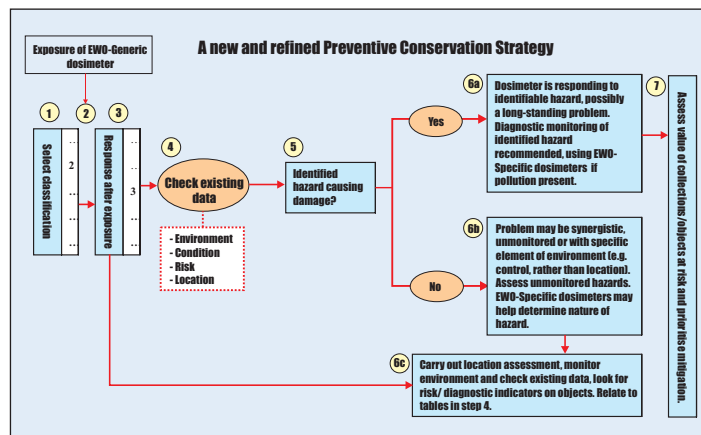 A new and refined Preventive Conservation Strategy
Exposure of EWO-Generic
dosimeter
1
2
3
Select classification
..
2
...
...
Response after exposure
..
..
3
...
...
4
Check existing
data
- Environment
- Condition
- Risk
- Location
5
Identified
hazard causing
damage?
Yes
No
6a
Dosimeter is responding to
identifiable hazard, possibly
a long-standing problem.
Diagnostic monitoring of
identified hazard
recommended, using EWO-
Specific dosimeters if
pollution present.
6b
Problem may be synergistic,
unmonitored or with specific
element of environment (e.g.
control, rather than location).
Assess unmonitored hazards.
EWO-Specific dosimeters may
help determine nature of
hazard.
6c
Carry out location assessment, monitor
environment and check existing data, look for
risk/ diagnostic indicators on objects. Relate to
tables in step 4.
7
Assess value of collections/objects at risk and prioritise mitigation.